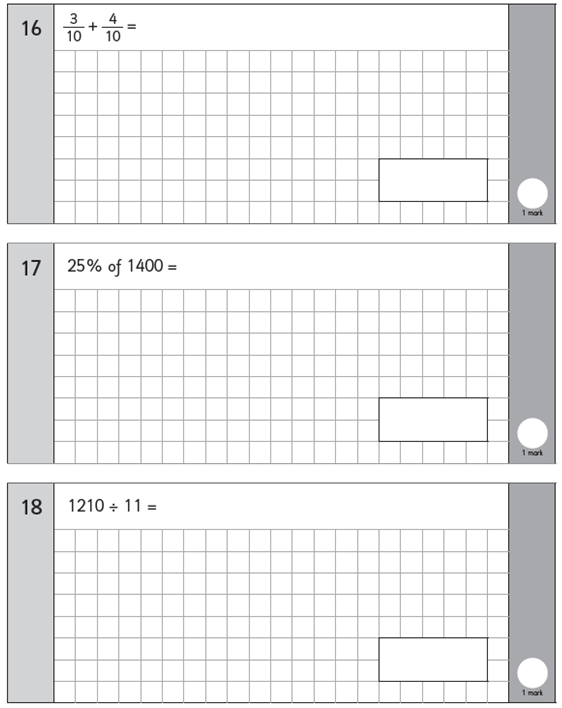 16
3/10 + 4/10 =
1 mark
17
25% of 1400 =
1 mark
18
1210 ÷ 11 =
1 mark